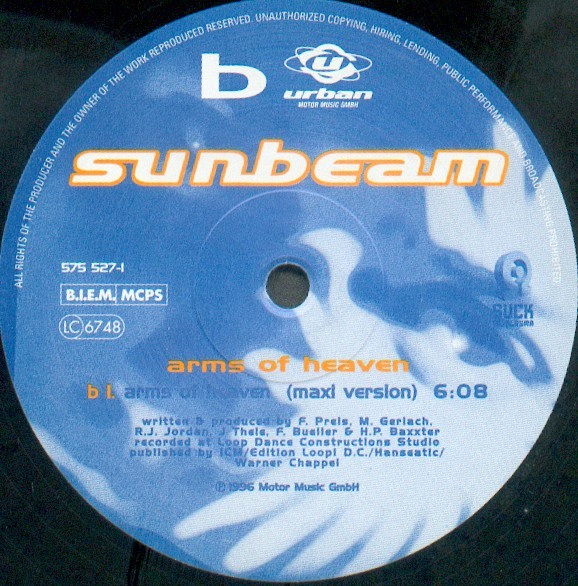 ALL RIGHTS OF THE PRODUCER AND THE OWNER OF THE WORK REPRODUCED RESERVED. UNAUTHORIZED COPYING, HIRING, LENDING, PUBLIC PERFORMANCE AND BROADCASTING PROHIBITED.
b
u
urban
MOTOR MUSIC GMBH
sunbeam
575 527-1
B.I.E.M. MCPS
LC 6748
SUCK
arms of heaven
b 1. arms of heaven (maxi version) 6:08
written & produced by F. Preis, M. Gerlach,
R.J. Jordan, J Thele, F. Bueller & H.P. Baxxter
recorded at Loop Dance Constructions Studio
published by ICM/Edition Loop! D.C./Hanseatic/
Warner Chappel
℗ 1996 Motor Music GmbH